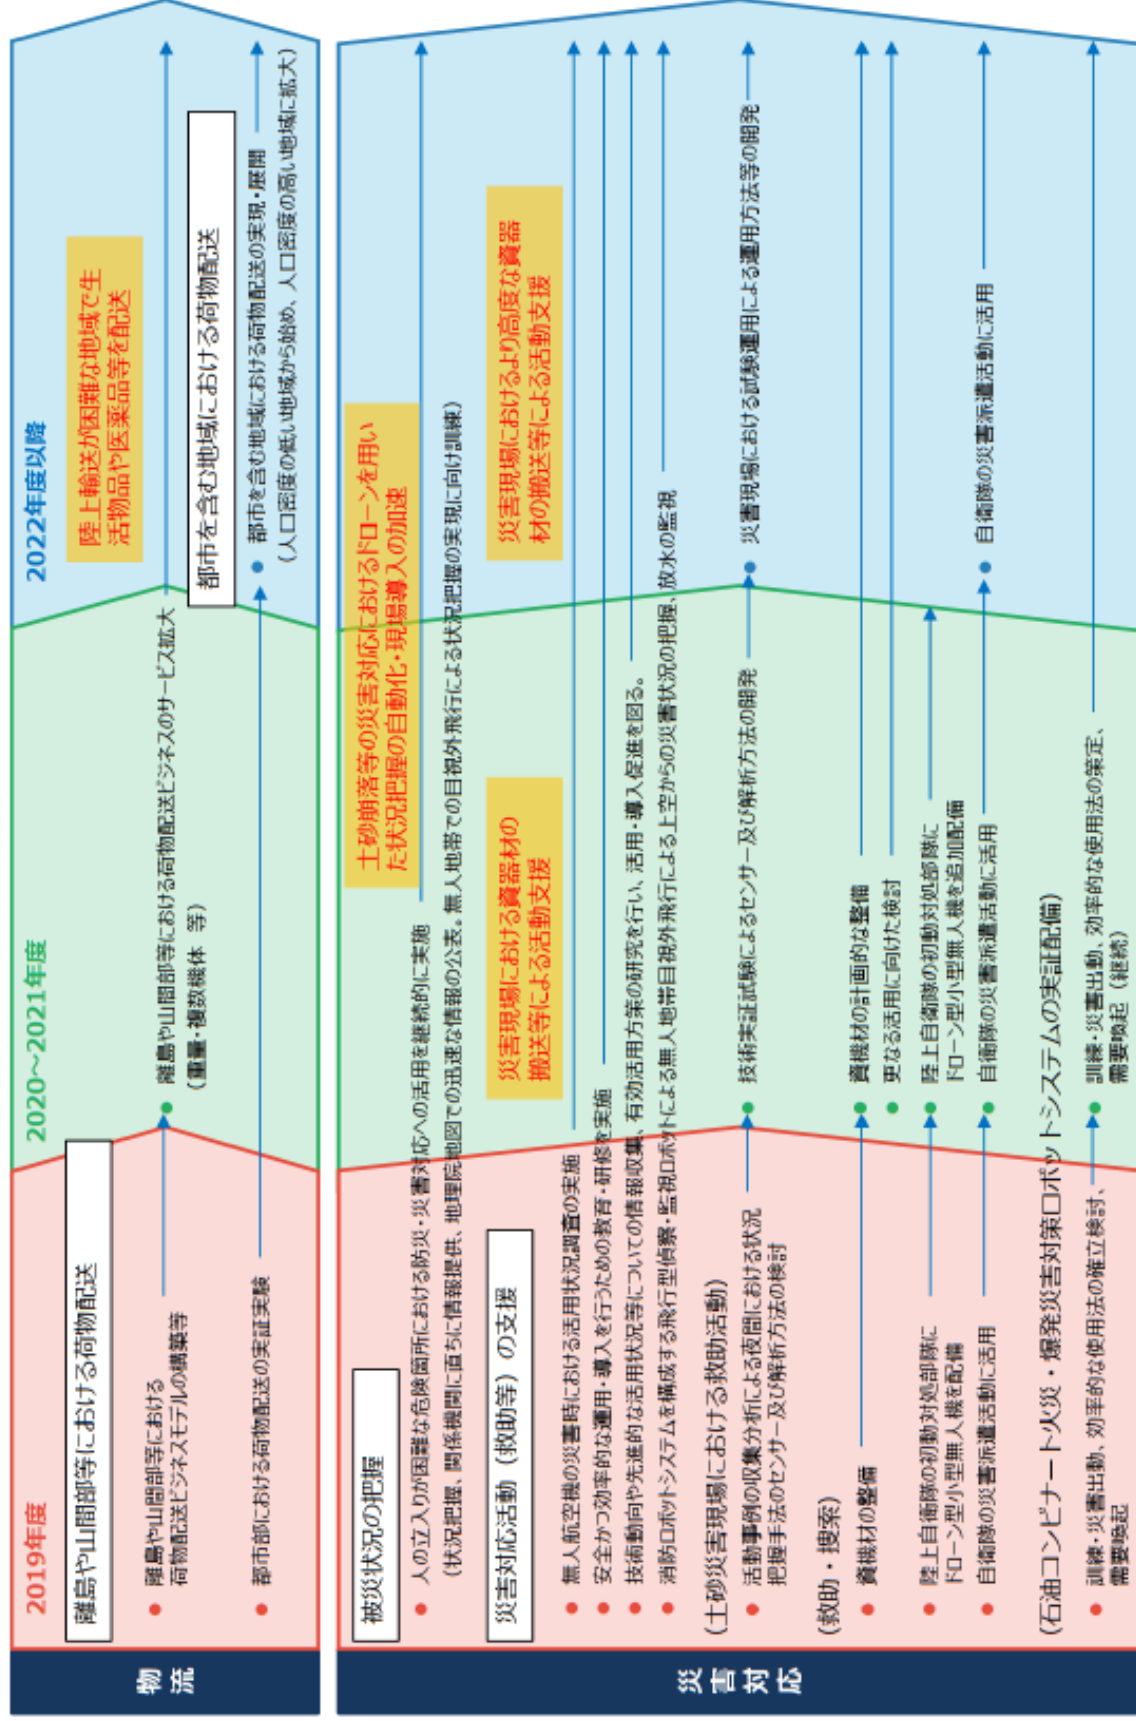 2019年度
2020～2021年度
2022年度以降
物流
離島や山間部等における荷物配送
● 離島や山間部等における
荷物配送ビジネスモデルの構築等
● 離島や山間部等における荷物配送ビジネスのサービス拡大
（重量・複数機体 等）
陸上輸送が困難な地域で生
活物品や医薬品等を配送
都市を含む地域における荷物配送
● 都市部における荷物配送の実証実験
● 都市を含む地域における荷物配送の実現・展開
（人口密度の低い地域から始め、人口密度の高い地域に拡大）
災害対応
被災状況の把握
土砂崩落等の災害対応におけるドローンを用い
た状況把握の自動化・現場導入の加速
● 人の立入りが困難な危険箇所における防災・災害対応への活用を継続的に実施
（状況把握、関係機関に直ちに情報提供、地理院地図での迅速な情報の公表。無人地帯での目視外飛行による状況把握の実現に向け訓練）
災害対応活動（救助等）の支援
災害現場における資器材の
搬送等による活動支援
災害現場におけるより高度な資器
材の搬送等による活動支援
● 無人航空機の災害時における活用状況調査の実施
● 安全かつ効率的な運用・導入を行うための教育・研修を実施
● 技術動向や先進的な活用状況等についての情報収集、有効活用方策の研究を行い、活用・導入促進を図る。
● 消防ロボットシステムを構成する飛行型偵察・監視ロボットによる無人地帯目視外飛行による上空からの災害状況の把握、放水の監視
（土砂災害現場における救助活動）
● 活動事例の収集分析による夜間における状況
把握手法のセンサー及び解析方法の検討
● 技術実証試験によるセンサー及び解析方法の開発
● 災害現場における試験運用による運用方法等の開発
（救助・捜索）
● 資機材の整備
● 資機材の計画的な整備
● 更なる活用に向けた検討
● 陸上自衛隊の初動対処部隊に
ドローン型小型無人機を配備
● 陸上自衛隊の初動対処部隊に
ドローン型小型無人機を追加配備
● 自衛隊の災害派遣活動に活用
● 自衛隊の災害派遣活動に活用
● 自衛隊の災害派遣活動に活用
（石油コンビナート火災・爆発災害対策ロボットシステムの実証配備）
● 訓練・災害出動、効率的な使用法の確立検討、
需要喚起
● 訓練・災害出動、効率的な使用法の策定、
需要喚起（継続）